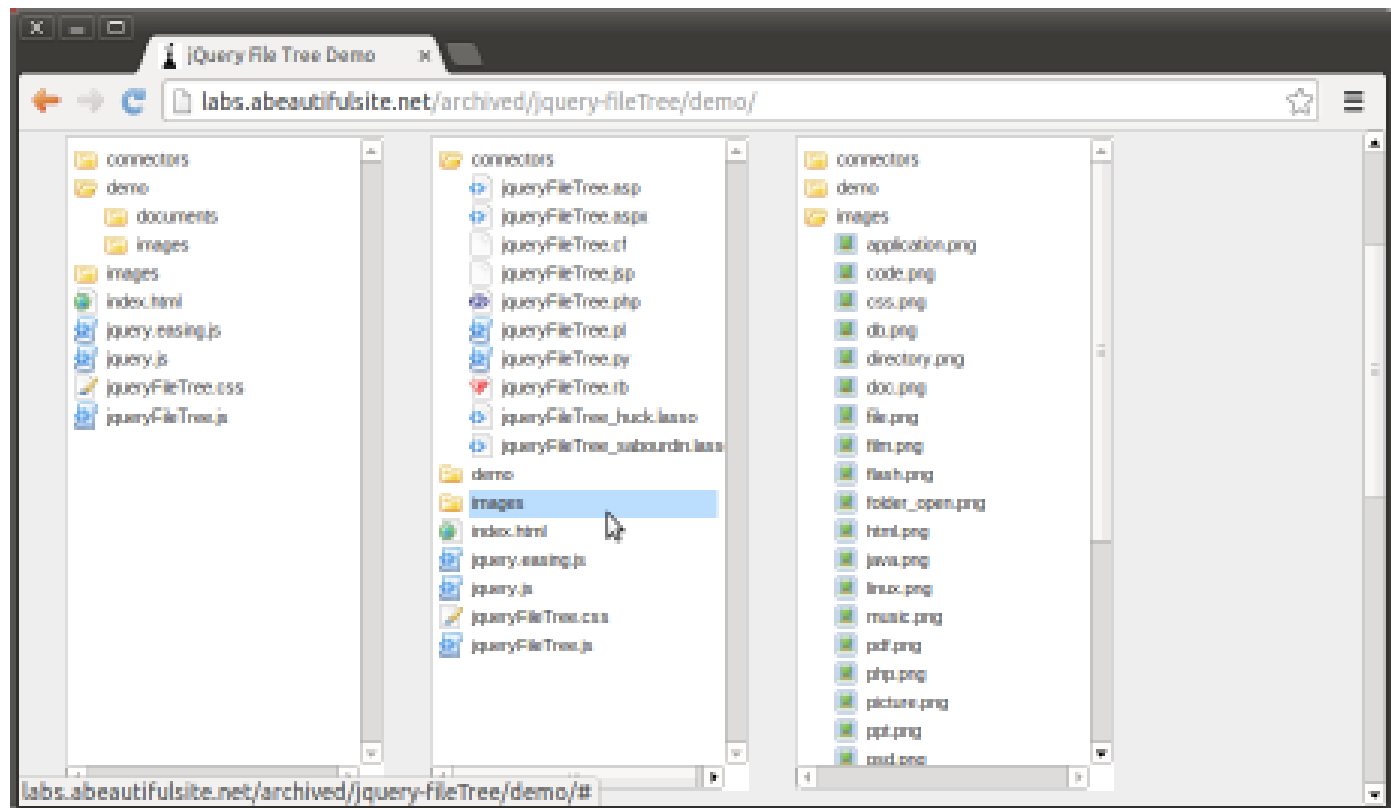 jQuery File Tree Demo
labs.abeautifulsite.net/archived/jquery-fileTree/demo/
connectors
demo
documents
images
images
index.html
jquery.easing.js
jquery.js
jqueryFileTree.css
jqueryFileTree.js
connectors
jqueryFileTree.asp
jqueryFileTree.aspx
jqueryFileTree.cf
jqueryFileTree.jsp
jqueryFileTree.php
jqueryFileTree.pl
jqueryFileTree.py
jqueryFileTree.rb
jqueryFileTree_huck.lasso
jqueryFileTree_subourdin.lass
demo
images
index.html
jquery.easing.js
jquery.js
jqueryFileTree.css
jqueryFileTree.js
connectors
demo
images
application.png
code.png
css.png
db.png
directory.png
doc.png
file.png
film.png
flash.png
folder_open.png
html.png
java.png
linux.png
music.png
pdf.png
php.png
picture.png
ppt.png
psd.png
labs.abeautifulsite.net/archived/jquery-fileTree/demo/#